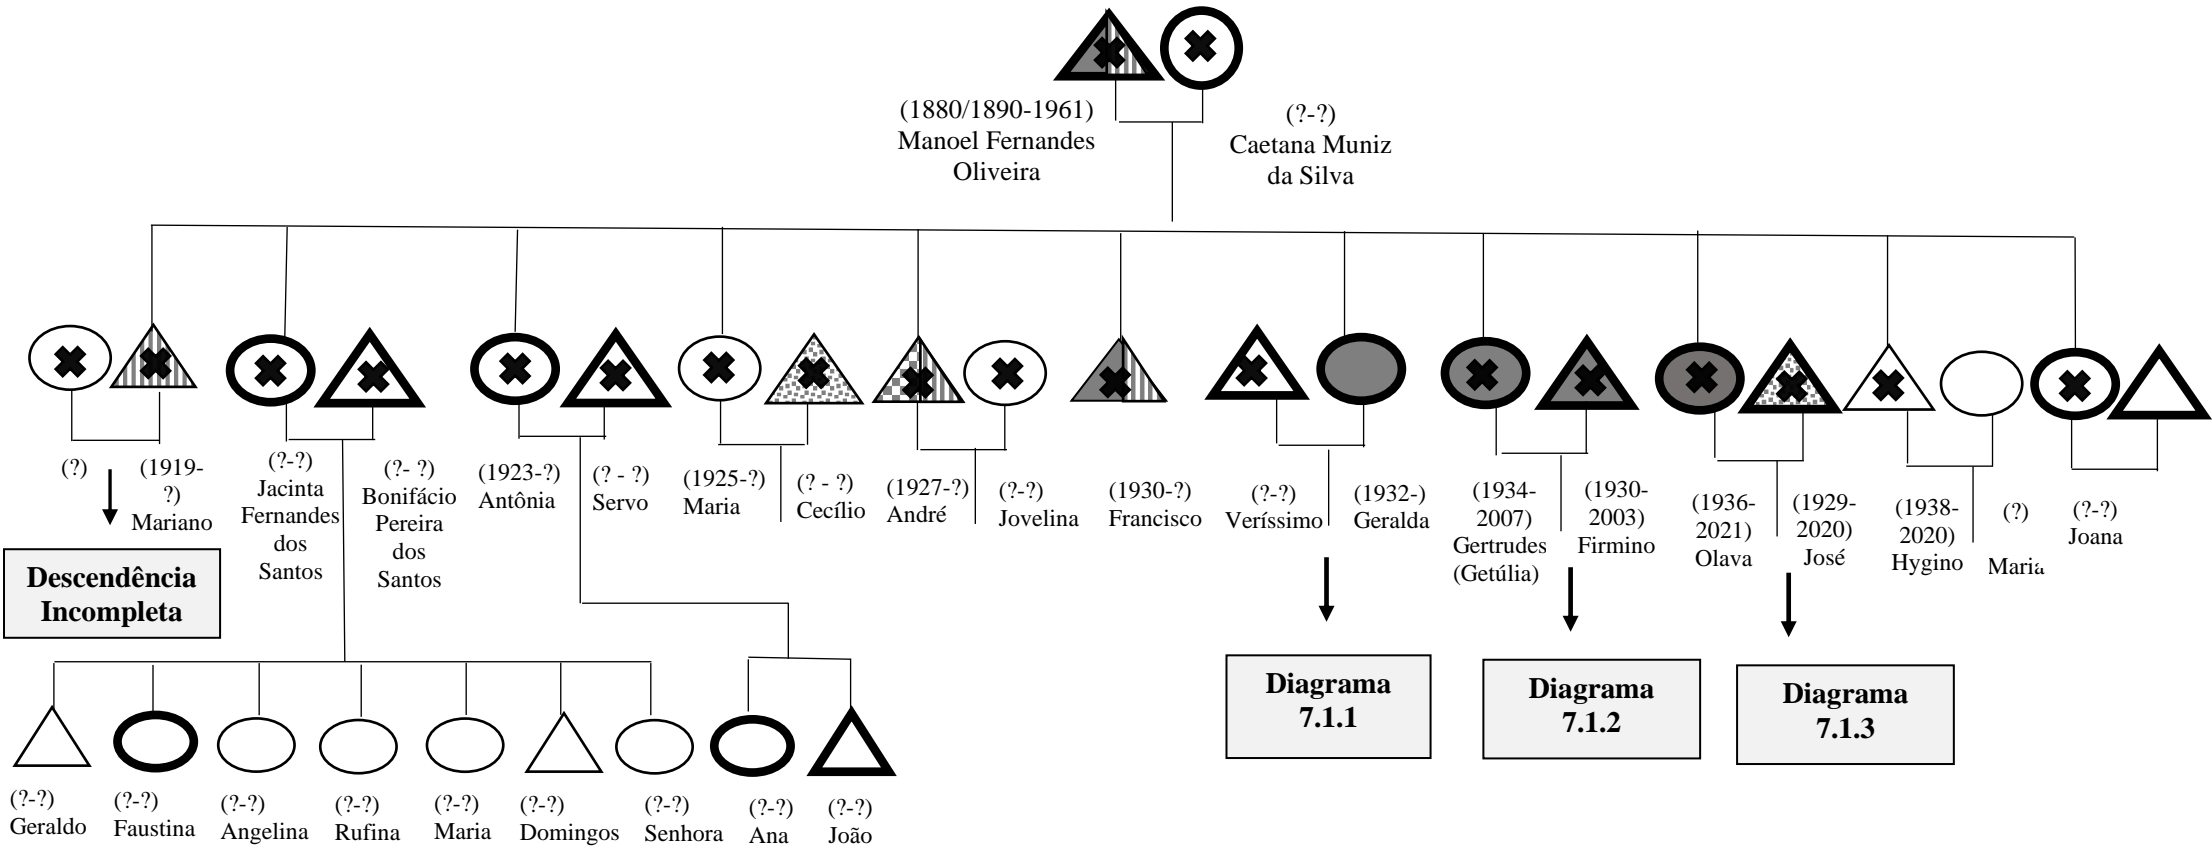 (1880/1890-1961)
Manoel Fernandes
Oliveira
(?-?)
Caetana Muniz
da Silva
(?)
(1919-
?)
Mariano
(?-?)
Jacinta
Fernandes
dos
Santos
(?- ?)
Bonifácio
Pereira
dos
Santos
(1923-?)
Antônia
(? - ?)
Servo
(1925-?)
Maria
(? - ?)
Cecílio
(1927-?)
André
(?-?)
Jovelina
(1930-?)
Francisco
(?-?)
Veríssimo
(1932-)
Geralda
(1934-
2007)
Gertrudes
(Getúlia)
(1930-
2003)
Firmino
(1936-
2021)
Olava
(1929-
2020)
José
(1938-
2020)
Hygino
(?)
Maria
(?-?)
Joana
Descendência
Incompleta
Diagrama
7.1.1
Diagrama
7.1.2
Diagrama
7.1.3
(?-?)
Geraldo
(?-?)
Faustina
(?-?)
Angelina
(?-?)
Rufina
(?-?)
Maria
(?-?)
Domingos
(?-?)
Senhora
(?-?)
Ana
(?-?)
João